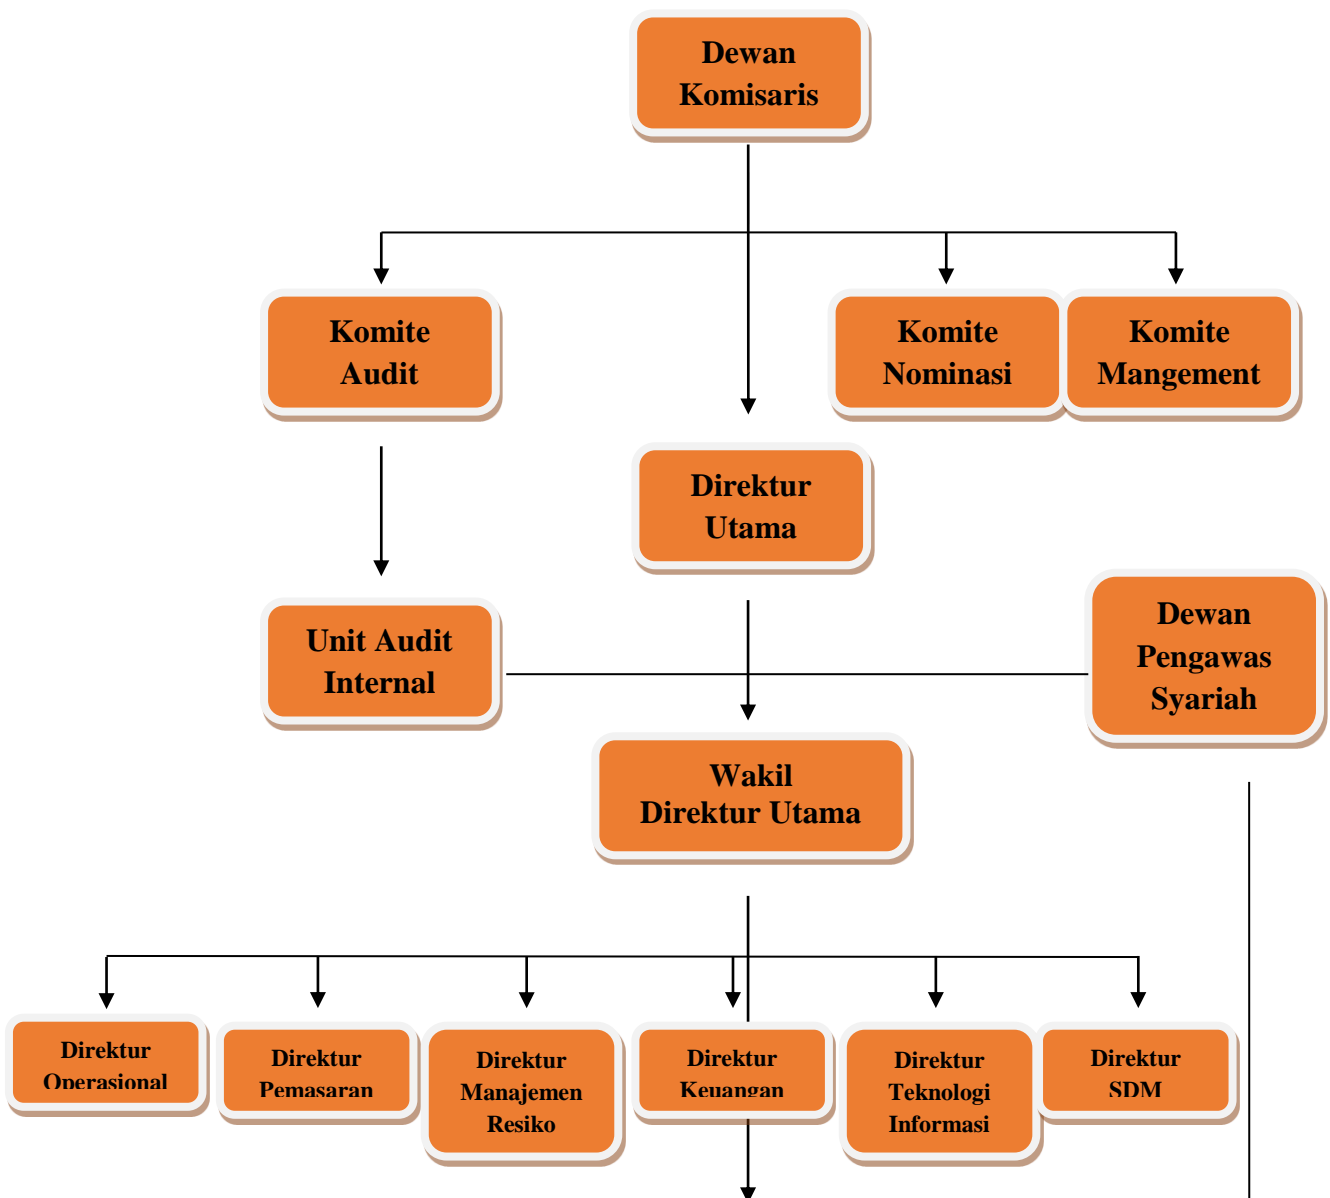 Dewan
Komisaris
Komite
Audit
Komite
Nominasi
Komite
Mangement
Direktur
Utama
Unit Audit
Internal
Dewan
Pengawas
Syariah
Wakil
Direktur Utama
Direktur
Operasional
Direktur
Pemasaran
Direktur
Manajemen
Resiko
Direktur
Keuangan
Direktur
Teknologi
Informasi
Direktur
SDM